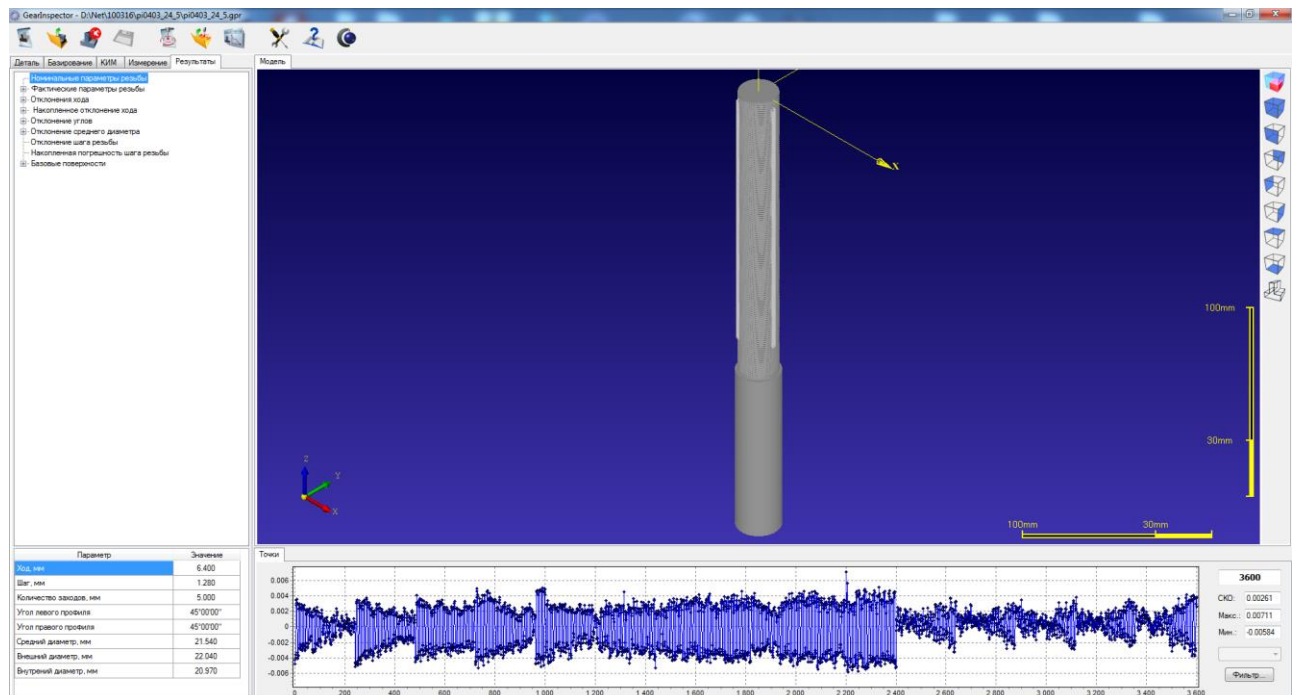 GearInspector - D:\Net\100316\pi0403_24_5\pi0403_24_5.gpr
Деталь Базирование КИМ Измерение Результаты
Модель
Номинальные параметры резьбы
Фактические параметры резьбы
Отклонения хода
Накопленное отклонение хода
Отклонение углов
Отклонение среднего диаметра
Отклонение шага резьбы
Накопленная погрешность шага резьбы
Базовые поверхности
X
100mm
30mm
Z
Y
X
100mm 30mm
Параметр Значение
Ход, мм 6.400
Шаг, мм 1.280
Количество заходов, мм 5.000
Угол левого профиля 45°00'00"
Угол правого профиля 45°00'00"
Средний диаметр, мм 21.540
Внешний диаметр, мм 22.040
Внутрений диаметр, мм 20.970
Точки
0.006
0.004
0.002
0
-0.002
-0.004
-0.006
0 200 400 600 800 1.000 1.200 1.400 1.600 1.800 2.000 2.200 2.400 2.600 2.800 3.000 3.200 3.400 3.600
3600
СКО: 0.00261
Макс.: 0.00711
Мин.: -0.00584
Фильтр...